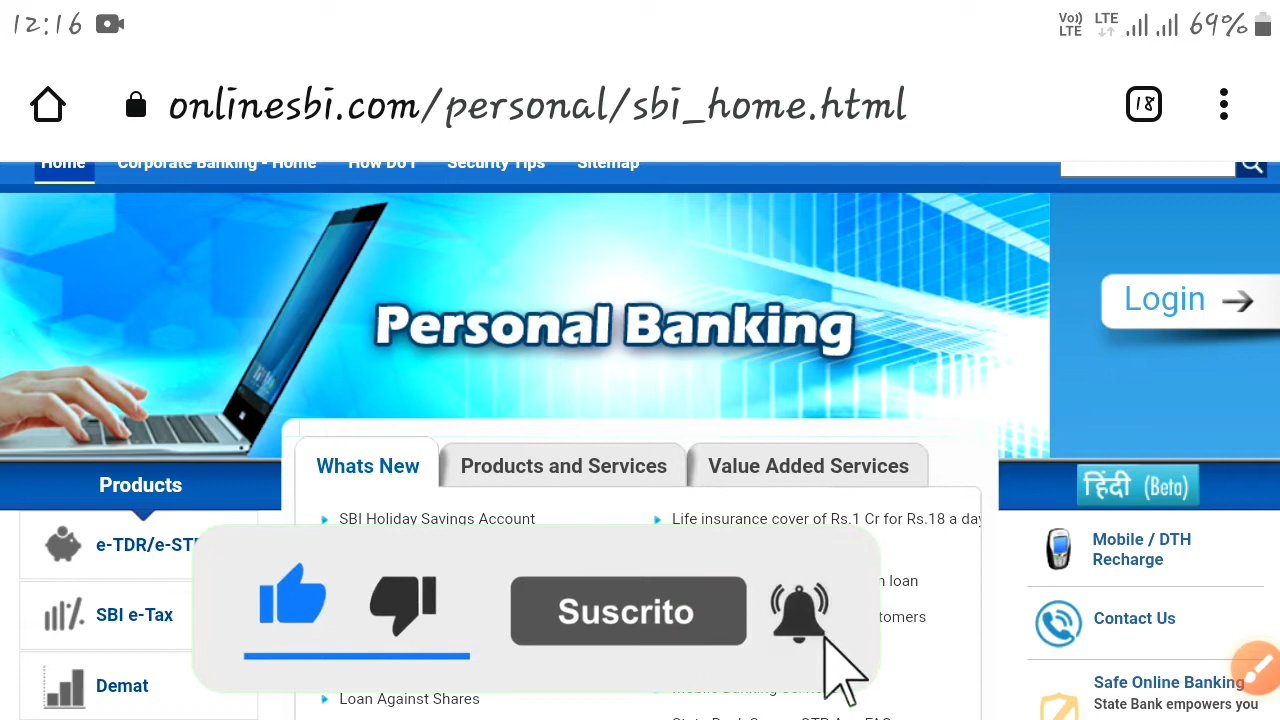 12:16
Vo)) LTE LTE 69%
onlinesbi.com/personal/sbi_home.html
18
Home Corporate Banking - Home How Do I Security Tips Sitemap
Personal Banking
Login
Whats New Products and Services Value Added Services
Products
हिंदी (Beta)
SBI Holiday Savings Account
Life insurance cover of Rs.1 Cr for Rs.18 a day
e-TDR/e-STD
Mobile / DTH
Recharge
loan
SBI e-Tax
Suscrito
Contact Us
Demat
Loan Against Shares
Safe Online Banking
State Bank empowers you